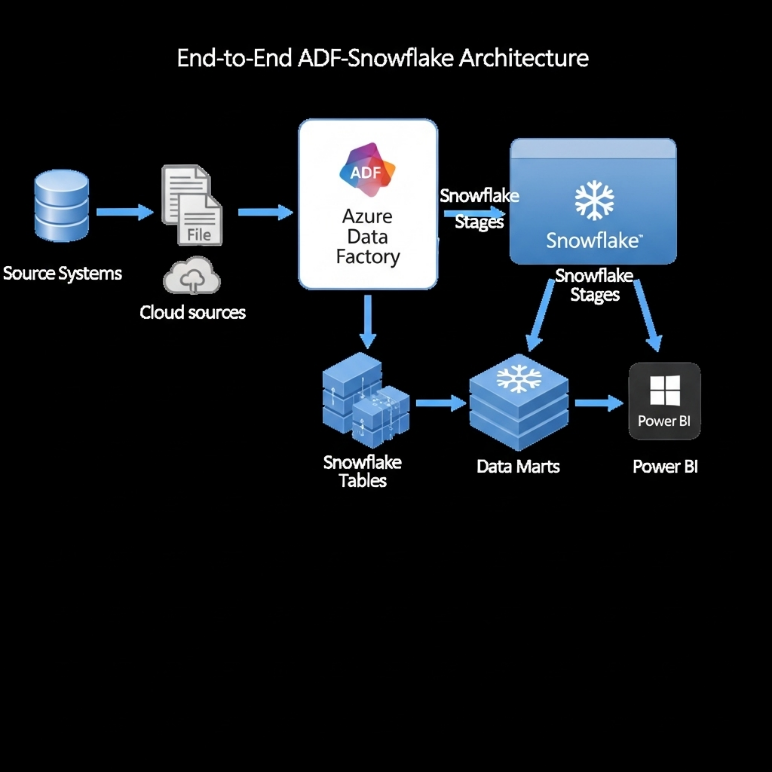 End-to-End ADF-Snowflake Architecture
ADF
Azure
Data
Factory
Snowflake
Stages
Snowflake™
File
Source Systems
Cloud sources
Snowflake
Stages
Power BI
Snowflake
Tables
Data Marts
Power BI